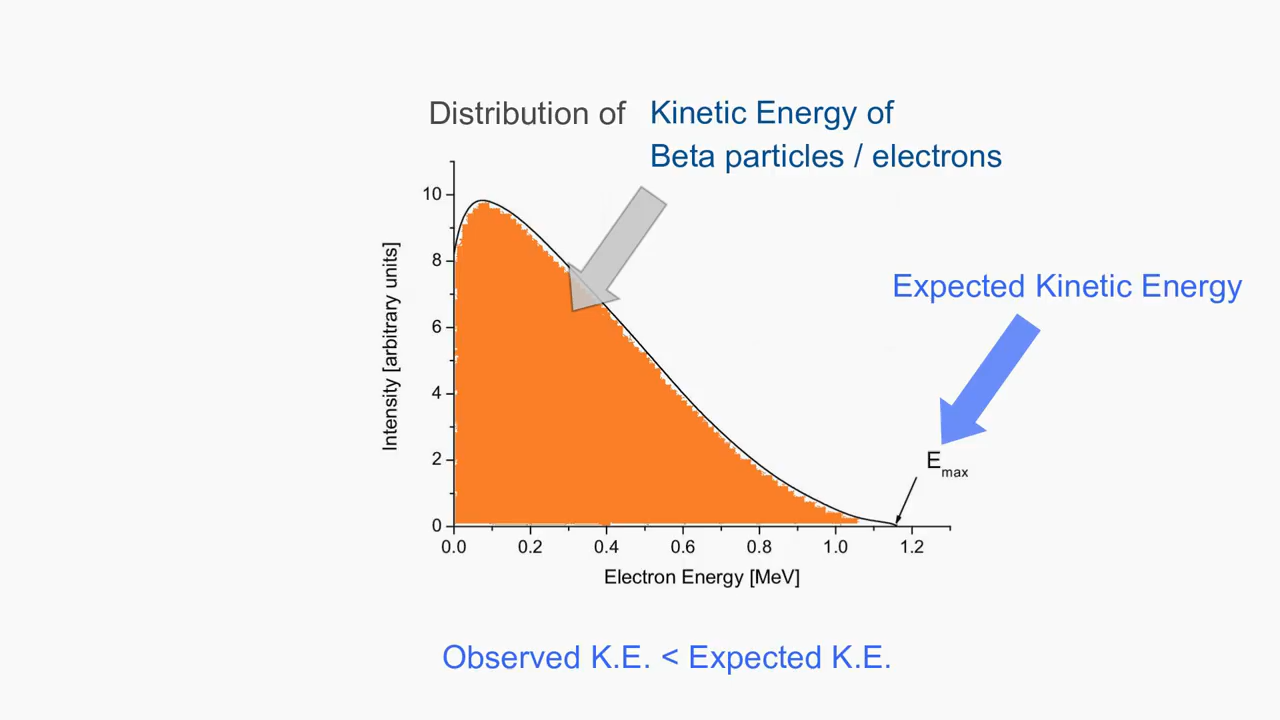 Distribution of Kinetic Energy of
Beta particles / electrons
Expected Kinetic Energy
Intensity [arbitrary units]
10
8
6
4
2
0
Emax
0.0 0.2 0.4 0.6 0.8 1.0 1.2
Electron Energy [MeV]
Observed K.E. < Expected K.E.